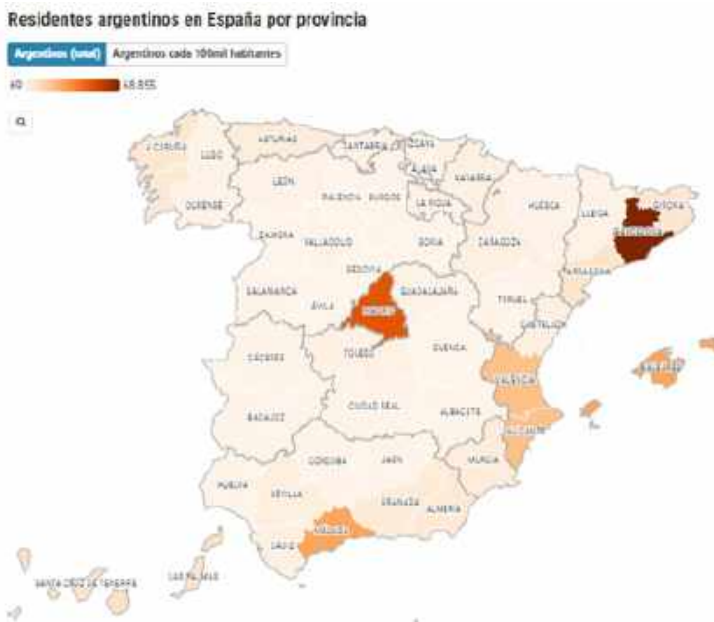 Residentes argentinos en España por provincia
Argentinos (total) Argentinos cada 100mil habitantes
A CORUÑA
LUGO
OURENSE
ASTURIAS
CANTABRIA
ALAVA
NAVARRA
LEÓN
PALENCIA
BURGOS
LA RIOJA
HUESCA
LLEIDA
GIRONA
BARCELONA
ZAMORA
VALLADOLID
SORIA
ZARAGOZA
TARRAGONA
SEGOVIA
SALAMANCA
ÁVILA
GUADALAJARA
TERUEL
CASTELLÓN
MADRID
CÁCERES
TOLEDO
CUENCA
VALENCIA
BALEARES
BADAJOZ
CIUDAD REAL
ALBACETE
ALICANTE
CÓRDOBA
JAÉN
MURCIA
HUELVA
SEVILLA
GRANADA
ALMERÍA
MÁLAGA
CÁDIZ
SANTA CRUZ DE TENERIFE
LAS PALMAS